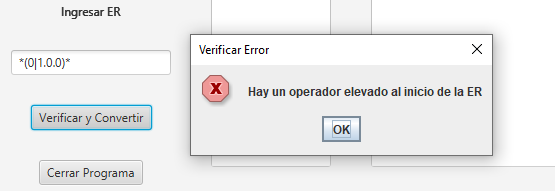 Ingresar ER
*(0|1.0.0)*
Verificar y Convertir
Cerrar Programa
Verificar Error
X
Hay un operador elevado al inicio de la ER
OK